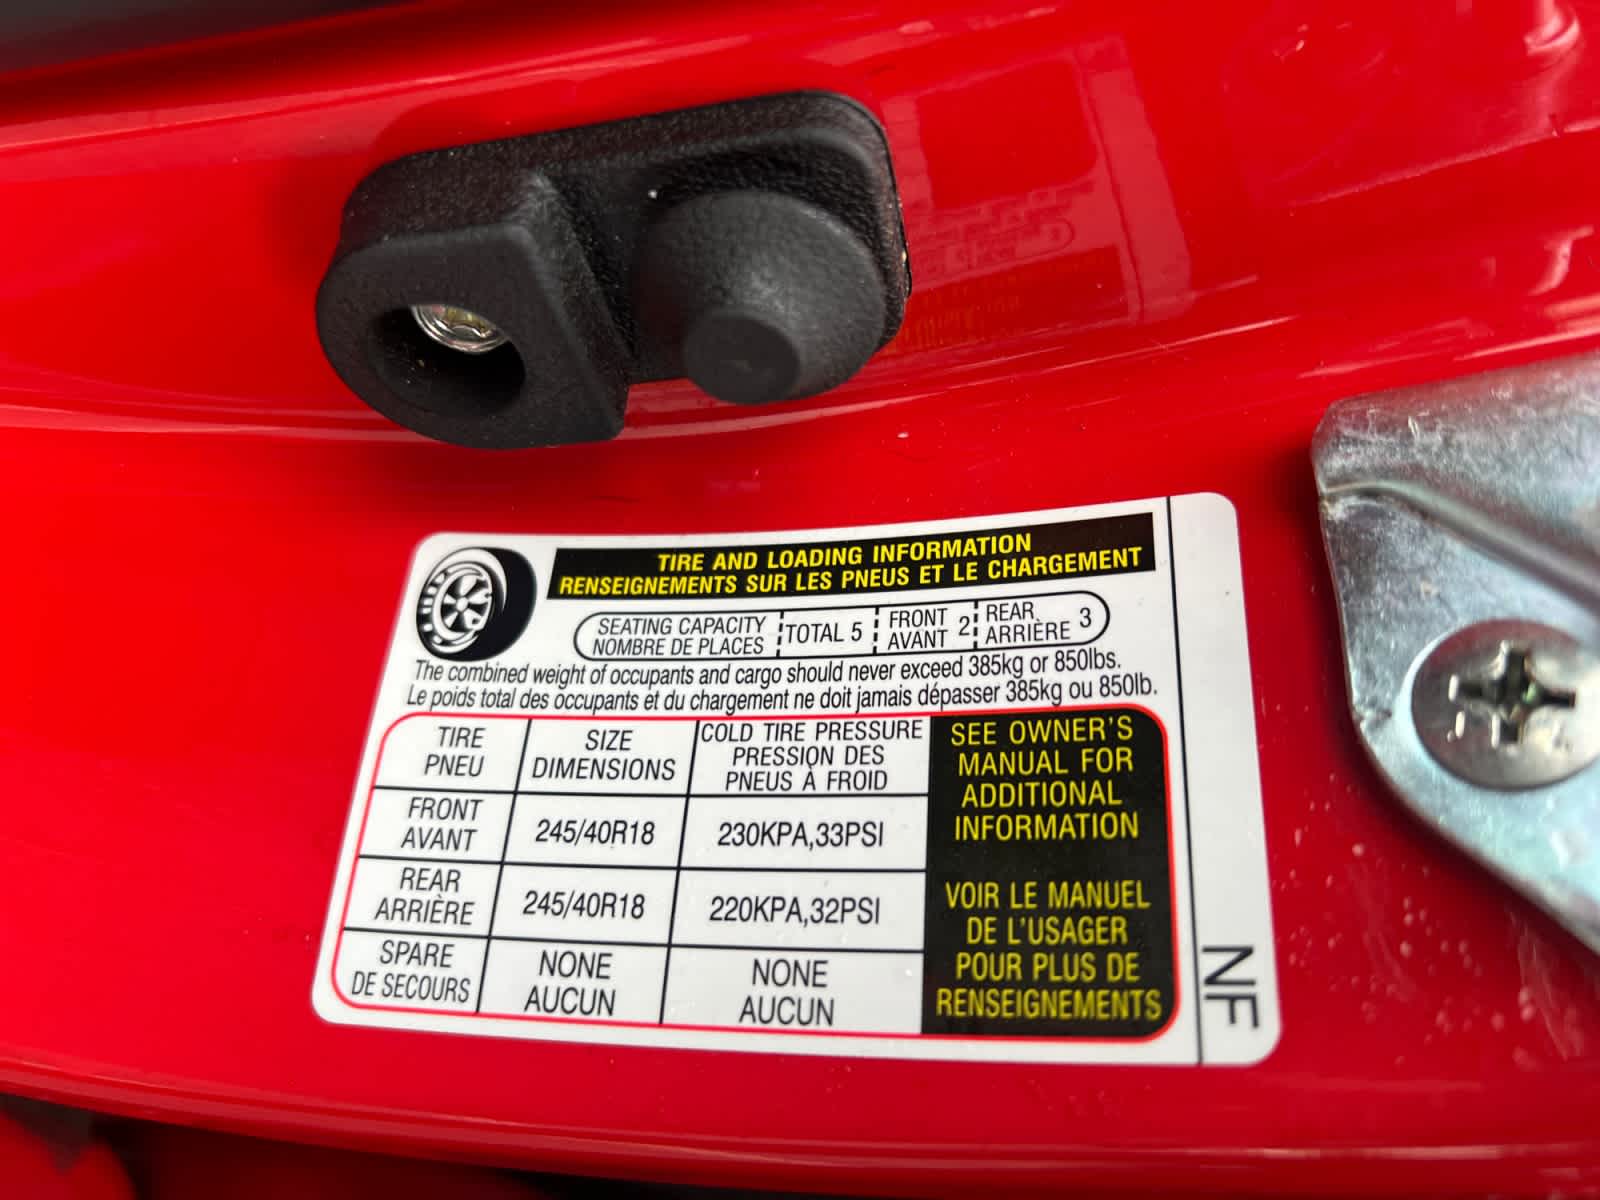 TIRE AND LOADING INFORMATION
RENSEIGNEMENTS SUR LES PNEUS ET LE CHARGEMENT
SEATING CAPACITY
NOMBRE DE PLACES
TOTAL 5
FRONT
AVANT
2
REAR
ARRIÈRE
3
The combined weight of occupants and cargo should never exceed 385kg or 850lbs.
Le poids total des occupants et du chargement ne doit jamais dépasser 385kg ou 850lb.
TIRE
PNEU
SIZE
DIMENSIONS
COLD TIRE PRESSURE
PRESSION DES
PNEUS À FROID
FRONT
AVANT
245/40R18
230KPA,33PSI
REAR
ARRIÈRE
245/40R18
220KPA,32PSI
SPARE
DE SECOURS
NONE
AUCUN
NONE
AUCUN
SEE OWNER'S
MANUAL FOR
ADDITIONAL
INFORMATION
VOIR LE MANUEL
DE L'USAGER
POUR PLUS DE
RENSEIGNEMENTS
NF